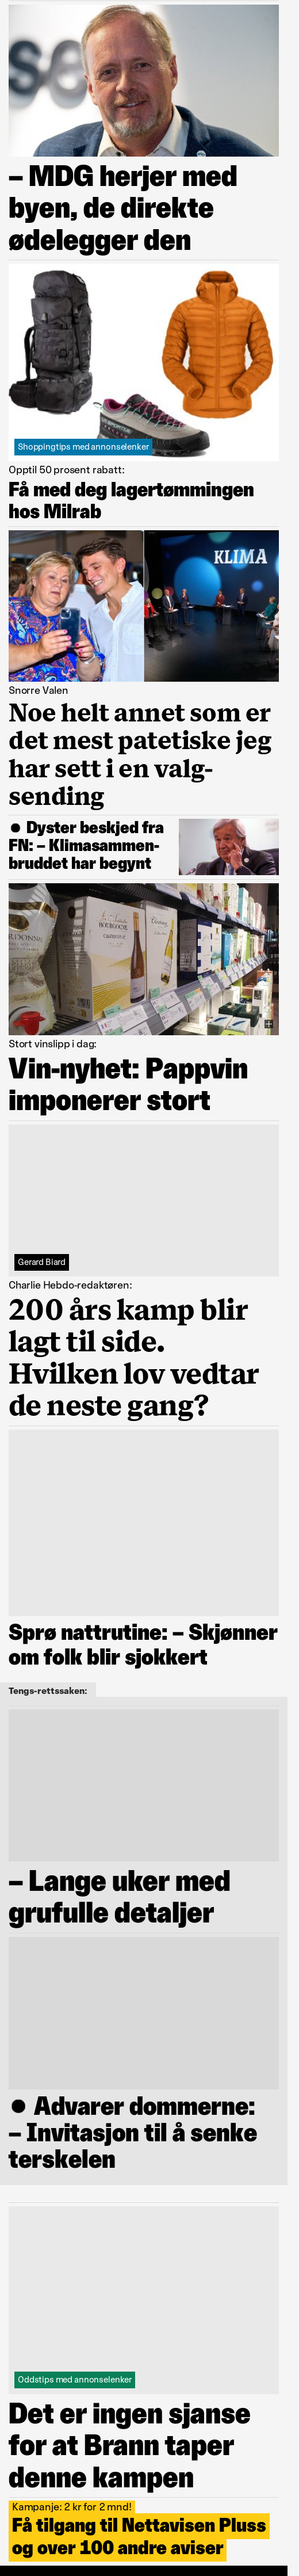 – MDG herjer med
byen, de direkte
ødelegger den
Shoppingtips med annonselenker
Opptil 50 prosent rabatt:
Få med deg lagertømmingen
hos Milrab
KLIMA
Snorre Valen
Noe helt annet som er
det mest patetiske jeg
har sett i en valg-
sending
● Dyster beskjed fra
FN: – Klimasammen-
bruddet har begynt
BOURGOGNE
Stort vinslipp i dag:
Vin-nyhet: Pappvin
imponerer stort
Gerard Biard
Charlie Hebdo-redaktøren:
200 års kamp blir
lagt til side.
Hvilken lov vedtar
de neste gang?
Sprø nattrutine: – Skjønner
om folk blir sjokkert
Tengs-rettssaken:
– Lange uker med
grufulle detaljer
● Advarer dommerne:
– Invitasjon til å senke
terskelen
Oddstips med annonselenker
Det er ingen sjanse
for at Brann taper
denne kampen
Kampanje: 2 kr for 2 mnd!
Få tilgang til Nettavisen Pluss
og over 100 andre aviser